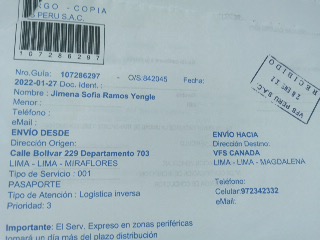 RGO - COPIA
VFS PERU S.A.C.
107286297
Nro.Guía: 107286297 - O/S:842945 Fecha:
2022-01-27 Doc. Ident.:
Nombre : Jimena Sofia Ramos Yengle
Menor :
Teléfono :
eMail :
ENVÍO DESDE
Dirección Origen:
Calle Bolivar 229 Departamento 703
LIMA - LIMA - MIRAFLORES
Tipo de Servicio : 001
PASAPORTE
Tipo de Atención : Logística inversa
Prioridad : 3
ENVÍO HACIA
Dirección Destino:
VFS CANADA
LIMA - LIMA - MAGDALENA
Teléfono:
Celular:972342332
eMail:
VFS PERU S.A.C
RECIBIDO
Importante: El Serv. Expreso en zonas periféricas
tomará un día más del plazo distribución